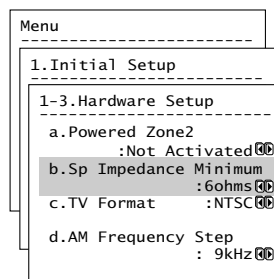 Menu
1.Initial Setup
1-3.Hardware Setup
a.Powered Zone2
:Not Activated
b.Sp Impedance Minimum
:6ohms
c.TV Format :NTSC
d.AM Frequency Step
: 9kHz